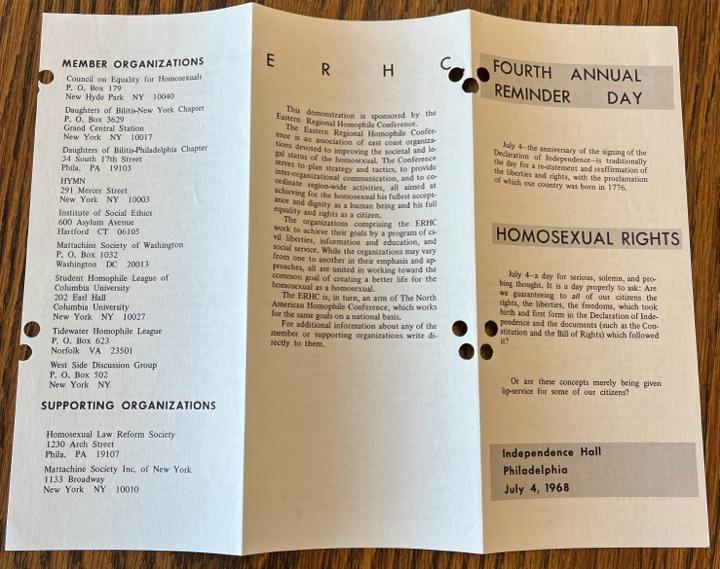 MEMBER ORGANIZATIONS
Council on Equality for Homosexuals
P. O. Box 179
New Hyde Park NY 10040
Daughters of Bilitis-New York Chapter
P. O. Box 3629
Grand Central Station
New York NY 10017
Daughters of Bilitis-Philadelphia Chapter
34 South 17th Street
Phila. PA 19103
HYMN
291 Mercer Street
New York NY 10003
Institute of Social Ethics
600 Asylum Avenue
Hartford CT 06105
Mattachine Society of Washington
P. O. Box 1032
Washington DC 20013
Student Homophile League of
Columbia University
202 Earl Hall
Columbia University
New York NY 10027
Tidewater Homophile League
P. O. Box 623
Norfolk VA 23501
West Side Discussion Group
P. O. Box 502
New York NY
SUPPORTING ORGANIZATIONS
Homosexual Law Reform Society
1230 Arch Street
Phila. PA 19107
Mattachine Society Inc. of New York
1133 Broadway
New York NY 10010
E R H C
This demonstration is sponsored by the
Eastern Regional Homophile Conference.
The Eastern Regional Homophile Confer-
ence is an association of east coast organiza-
tions devoted to improving the societal and le-
gal status of the homosexual. The Conference
serves to plan strategy and tactics, to provide
inter-organizational communication, and to co-
ordinate region-wide activities, all aimed at
achieving for the homosexual his fullest accept-
ance and dignity as a human being and his full
equality and rights as a citizen.
The organizations comprising the ERHC
work to achieve their goals by a program of ci-
vil liberties, information and education, and
social service. While the organizations may vary
from one to another in their emphasis and ap-
proaches, all are united in working toward the
common goal of creating a better life for the
homosexual as a homosexual.
The ERHC is, in turn, an arm of The North
American Homophile Conference, which works
for the same goals on a national basis.
For additional information about any of the
member or supporting organizations write di-
rectly to them.
FOURTH ANNUAL
REMINDER DAY
July 4—the anniversary of the signing of the
Declaration of Independence—is traditionally
the day for a re-statement and reaffirmation of
the liberties and rights, with the proclamation
of which our country was born in 1776.
HOMOSEXUAL RIGHTS
July 4—a day for serious, solemn, and pro-
bing thought. It is a day properly to ask: Are
we guaranteeing to all of our citizens the
rights, the liberties, the freedoms, which took
birth and first form in the Declaration of Inde-
pendence and the documents (such as the Con-
stitution and the Bill of Rights) which followed
it?
Or are these concepts merely being given
lip-service for some of our citizens?
Independence Hall
Philadelphia
July 4, 1968